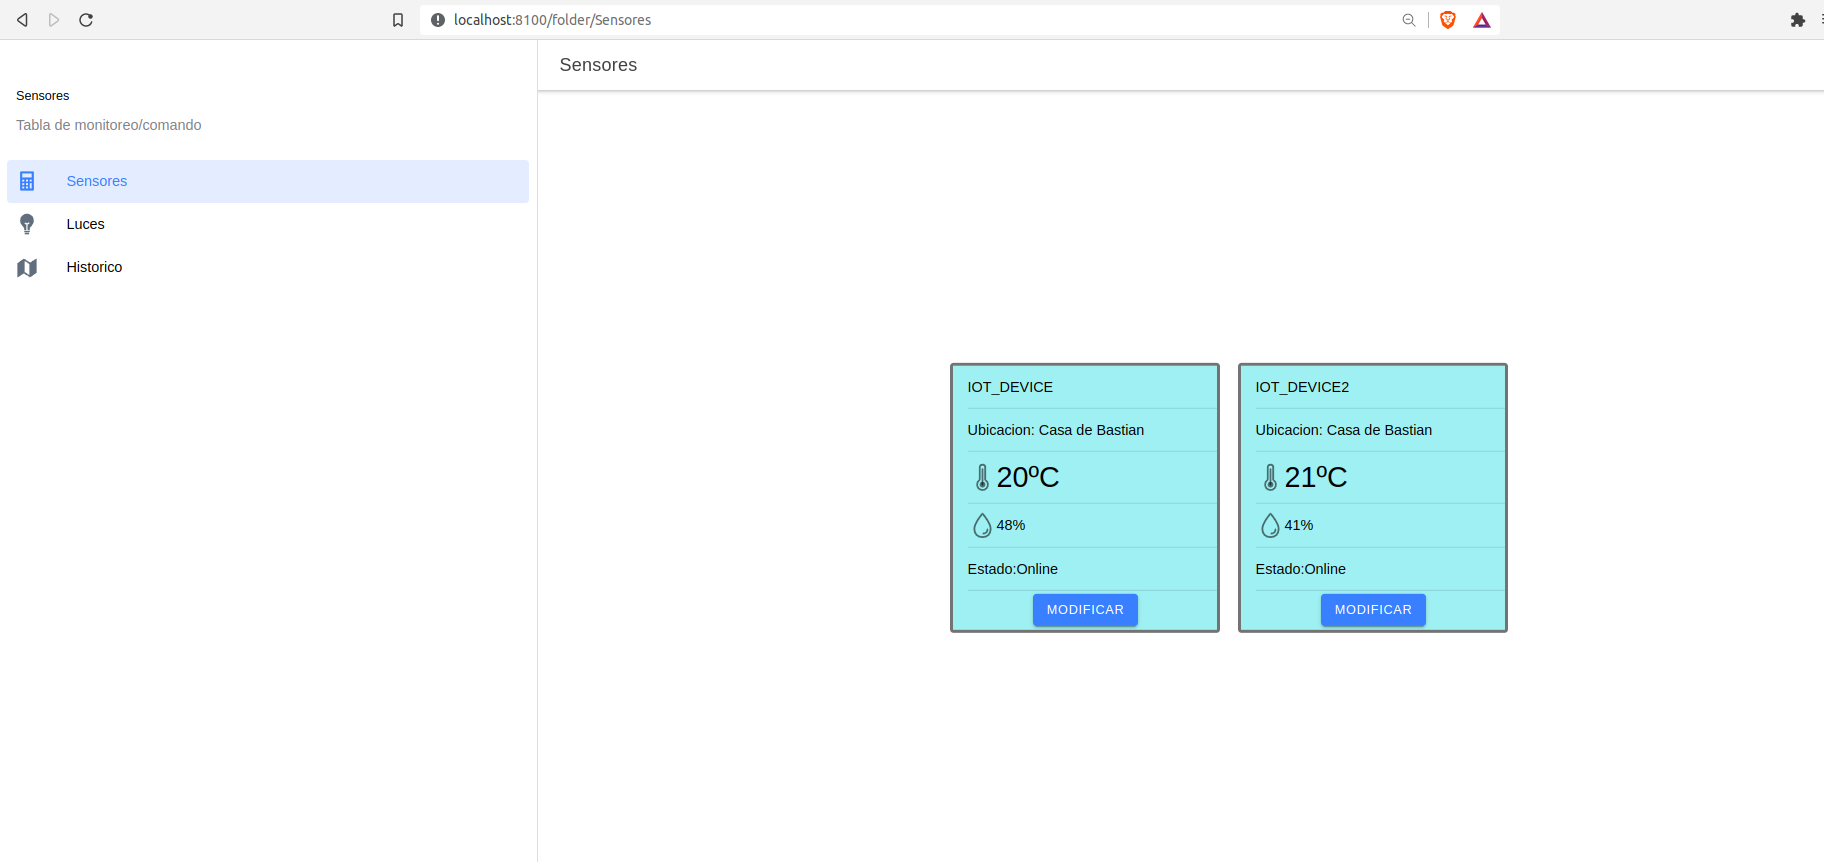 localhost:8100/folder/Sensores
Sensores
Tabla de monitoreo/comando
Sensores
Luces
Historico
Sensores
IOT_DEVICE
Ubicacion: Casa de Bastian
20ºC
48%
Estado:Online
MODIFICAR
IOT_DEVICE2
Ubicacion: Casa de Bastian
21ºC
41%
Estado:Online
MODIFICAR